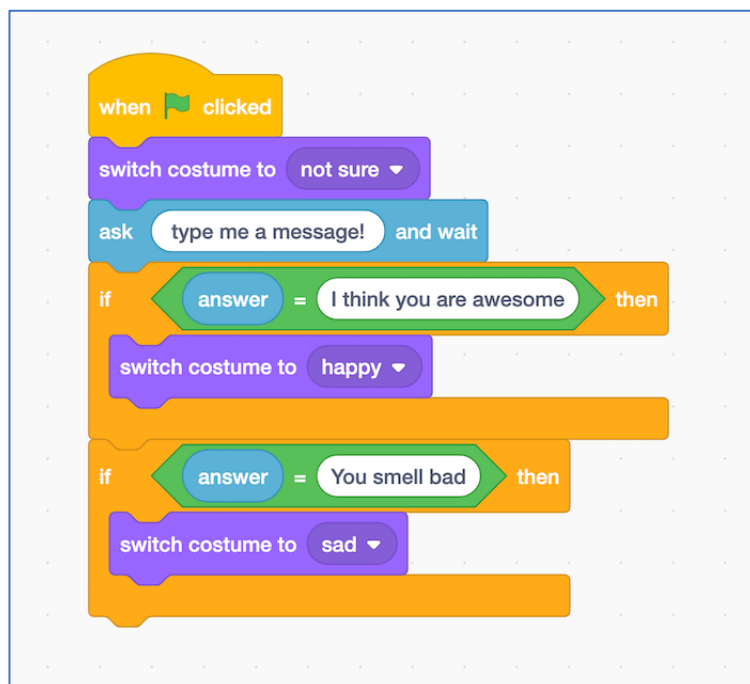 when clicked
switch costume to not sure
ask type me a message! and wait
if answer = I think you are awesome then
switch costume to happy
if answer = You smell bad then
switch costume to sad